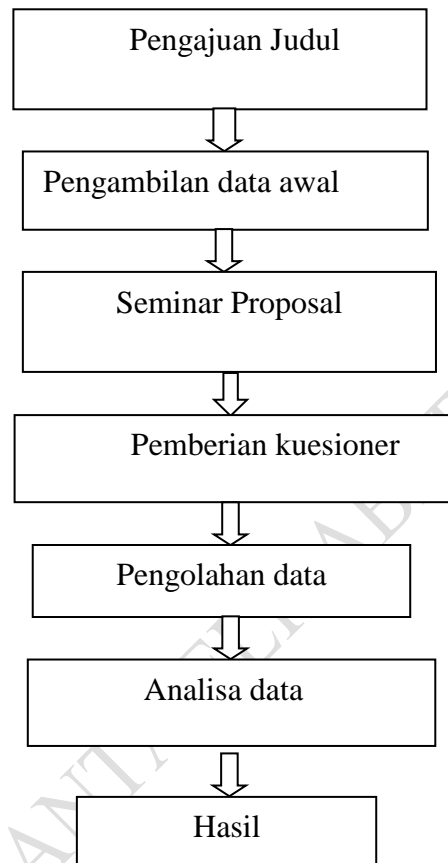 Pengajuan Judul
Pengambilan data awal
Seminar Proposal
Pemberian kuesioner
Pengolahan data
Analisa data
Hasil